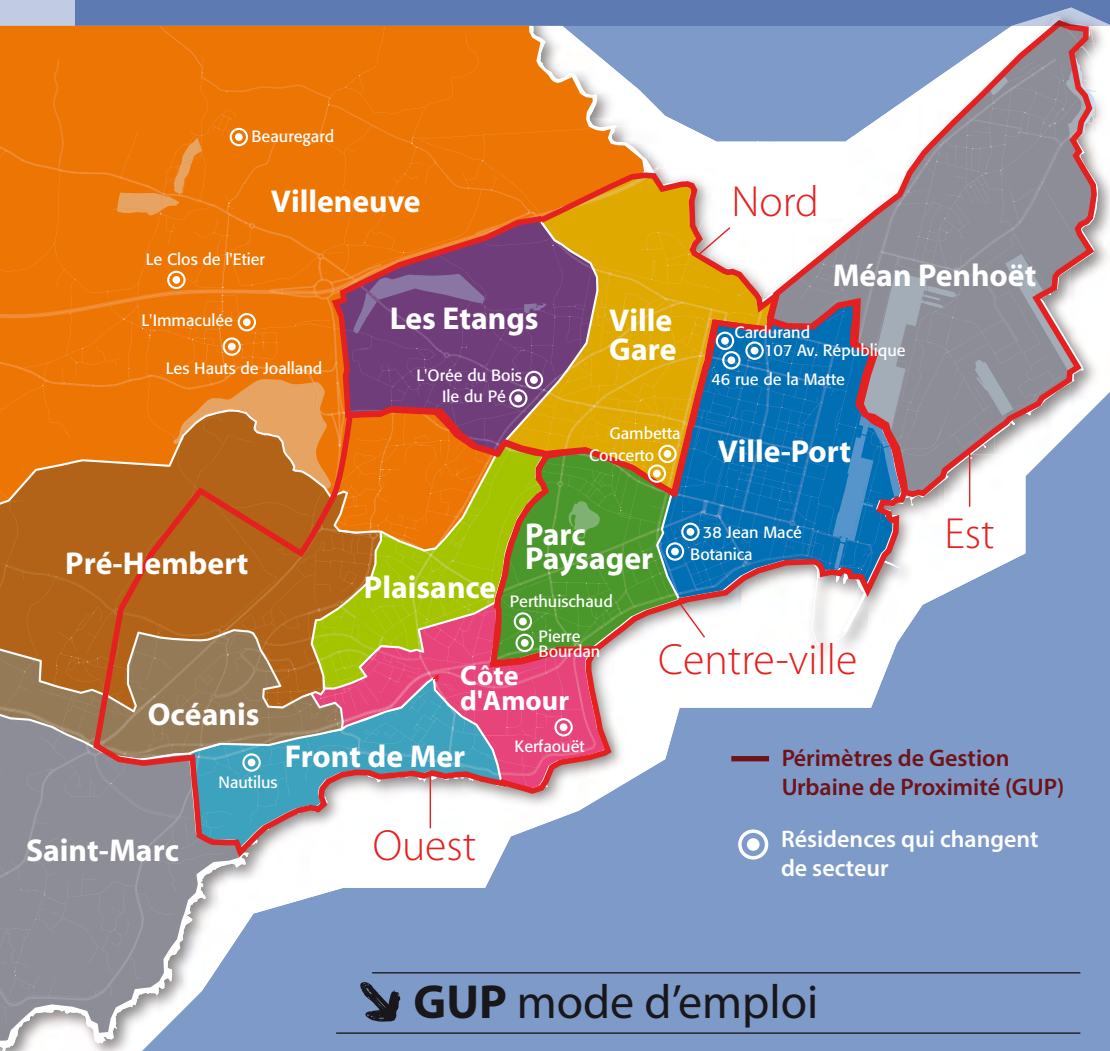 Beauregard
Villeneuve
Nord
Le Clos de l'Etier
Méan Penhoët
L'Immaculée
Les Hauts de Joalland
Les Etangs
Ville
Gare
Cardurand
107 Av. République
46 rue de la Matte
L'Orée du Bois
Ile du Pé
Gambetta
Concerto
Ville-Port
Est
Pré-Hembert
Parc
Paysager
38 Jean Macé
Botanica
Plaisance
Perthuischaud
Pierre
Bourdan
Centre-ville
Côte
d'Amour
Océanis
Kerfaouët
Front de Mer
Nautilus
Ouest
Saint-Marc
Périmètres de Gestion
Urbaine de Proximité (GUP)
Résidences qui changent
de secteur
GUP mode d'emploi